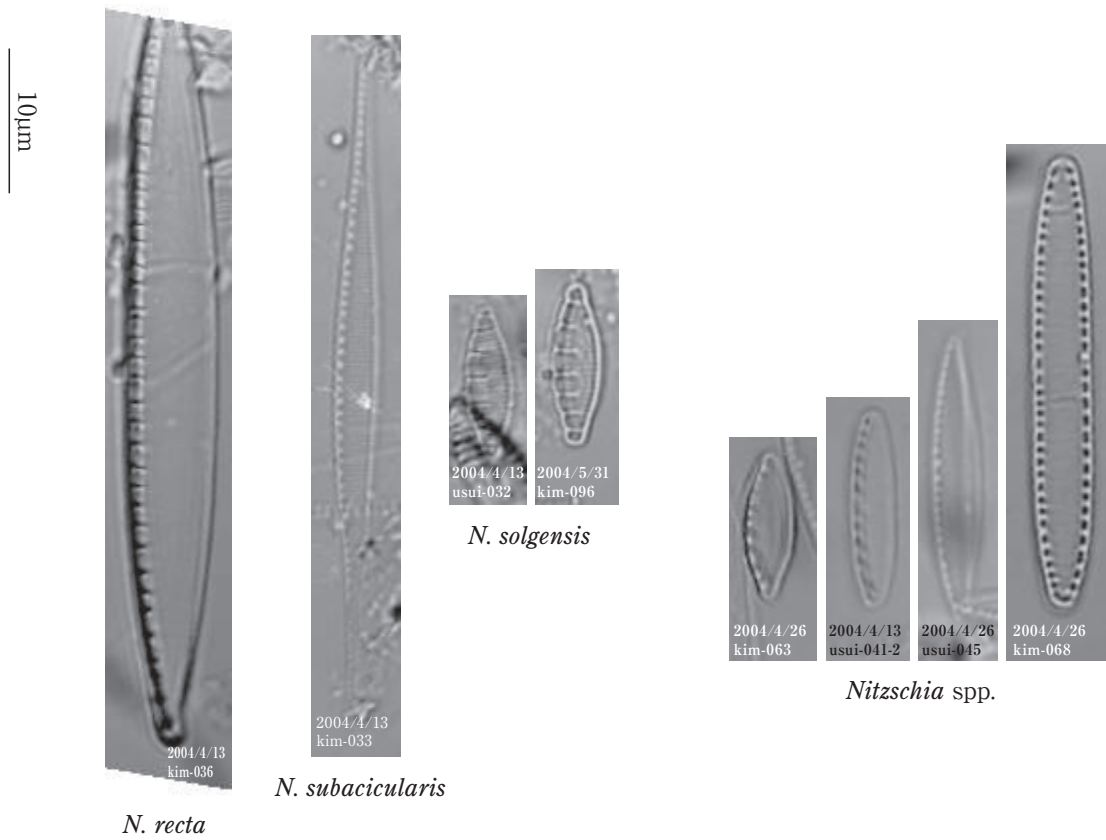 10μm
2004/4/13
kim-036
N. recta
2004/4/13
kim-033
N. subacicularis
2004/4/13
usui-032
2004/5/31
kim-096
N. solgensis
2004/4/26
kim-063
2004/4/13
usui-041-2
2004/4/26
usui-045
2004/4/26
kim-068
Nitzschia spp.